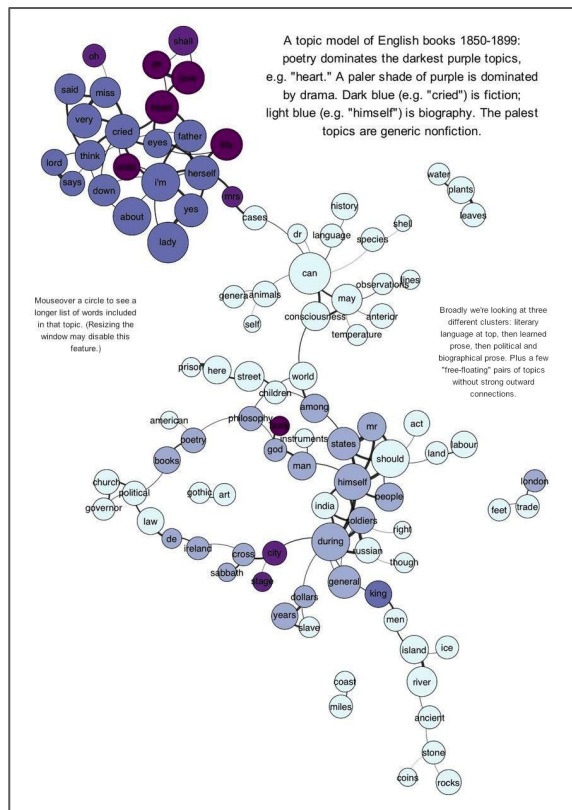 A topic model of English books 1850-1899:
poetry dominates the darkest purple topics,
e.g. "heart." A paler shade of purple is dominated
by drama. Dark blue (e.g. "cried") is fiction;
light blue (e.g. "himself") is biography. The palest
topics are generic nonfiction.
shall
oh
said
miss
very
cried
eyes
father
think
lord
says
down
i'm
herself
about
yes
mrs
lady
cases
water
plants
leaves
history
dr
language
shell
species
can
genera
animals
self
may
observations
lines
consciousness
anterior
temperature
Mouseover a circle to see a
longer list of words included
in that topic. (Resizing the
window may disable this
feature.)
Broadly we're looking at three
different clusters: literary
language at top, then learned
prose, then political and
biographical prose. Plus a few
"free-floating" pairs of topics
without strong outward
connections.
prison
here
street
world
children
among
american
poetry
philosophy
instruments
god
books
man
states
mr
should
act
land
labour
church
political
governor
gothic
art
himself
people
london
feet
trade
law
india
soldiers
right
de
ireland
cross
city
during
russian
though
sabbath
stage
dollars
general
king
years
slave
men
island
ice
river
coast
miles
ancient
stone
coins
rocks